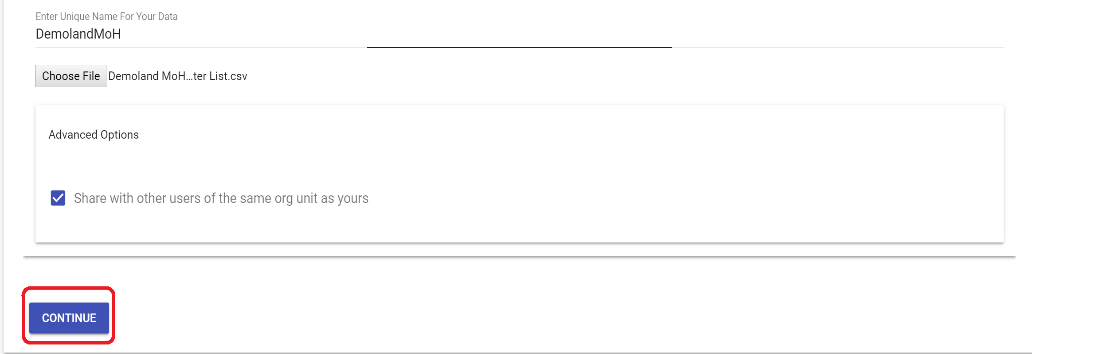 Enter Unique Name For Your Data
DemolandMoH
Choose File Demoland MoH...ter List.csv
Advanced Options
Share with other users of the same org unit as yours
CONTINUE